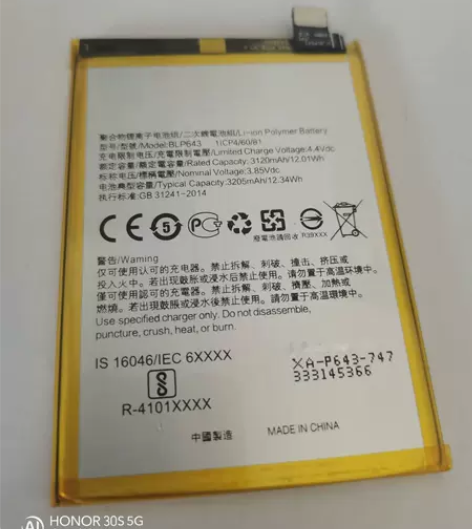 聚合物锂离子电池组/二次鋰電池組/Li-ion Polymer Battery
型号/型號/Model:BLP643 1ICP4/60/81
充电限制电压/充電限制電壓/Limited Charge Voltage:4.4Vdc
额定容量/額定電容量/Rated Capacity: 3120mAh/12.01Wh
标称电压/標稱電壓/Nominal Voltage:3.85Vdc
电池典型容量/Typical Capacity:3205mAh/12.34Wh
执行标准:GB 31241-2014
CE 5 PC
廢電池請回收 R39XXX
警告/Warning
仅可使用认可的充电器。禁止拆解、刺破、撞击、挤压或
投入火中。若出现鼓胀或浸水后禁止使用。请勿置于高温环境中。
僅可使用認可的充電器。禁止拆解、刺破、擠壓、加熱或
燃燒。若出現鼓脹或浸水後禁止使用。請勿置于高溫環境中。
Use specified charger only. Do not disassemble,
puncture, crush, heat, or burn.
IS 16046/IEC 6XXXX
R-4101XXXX
XA-P643-747
333145366
中國製造 MADE IN CHINA
AI HONOR 30S 5G